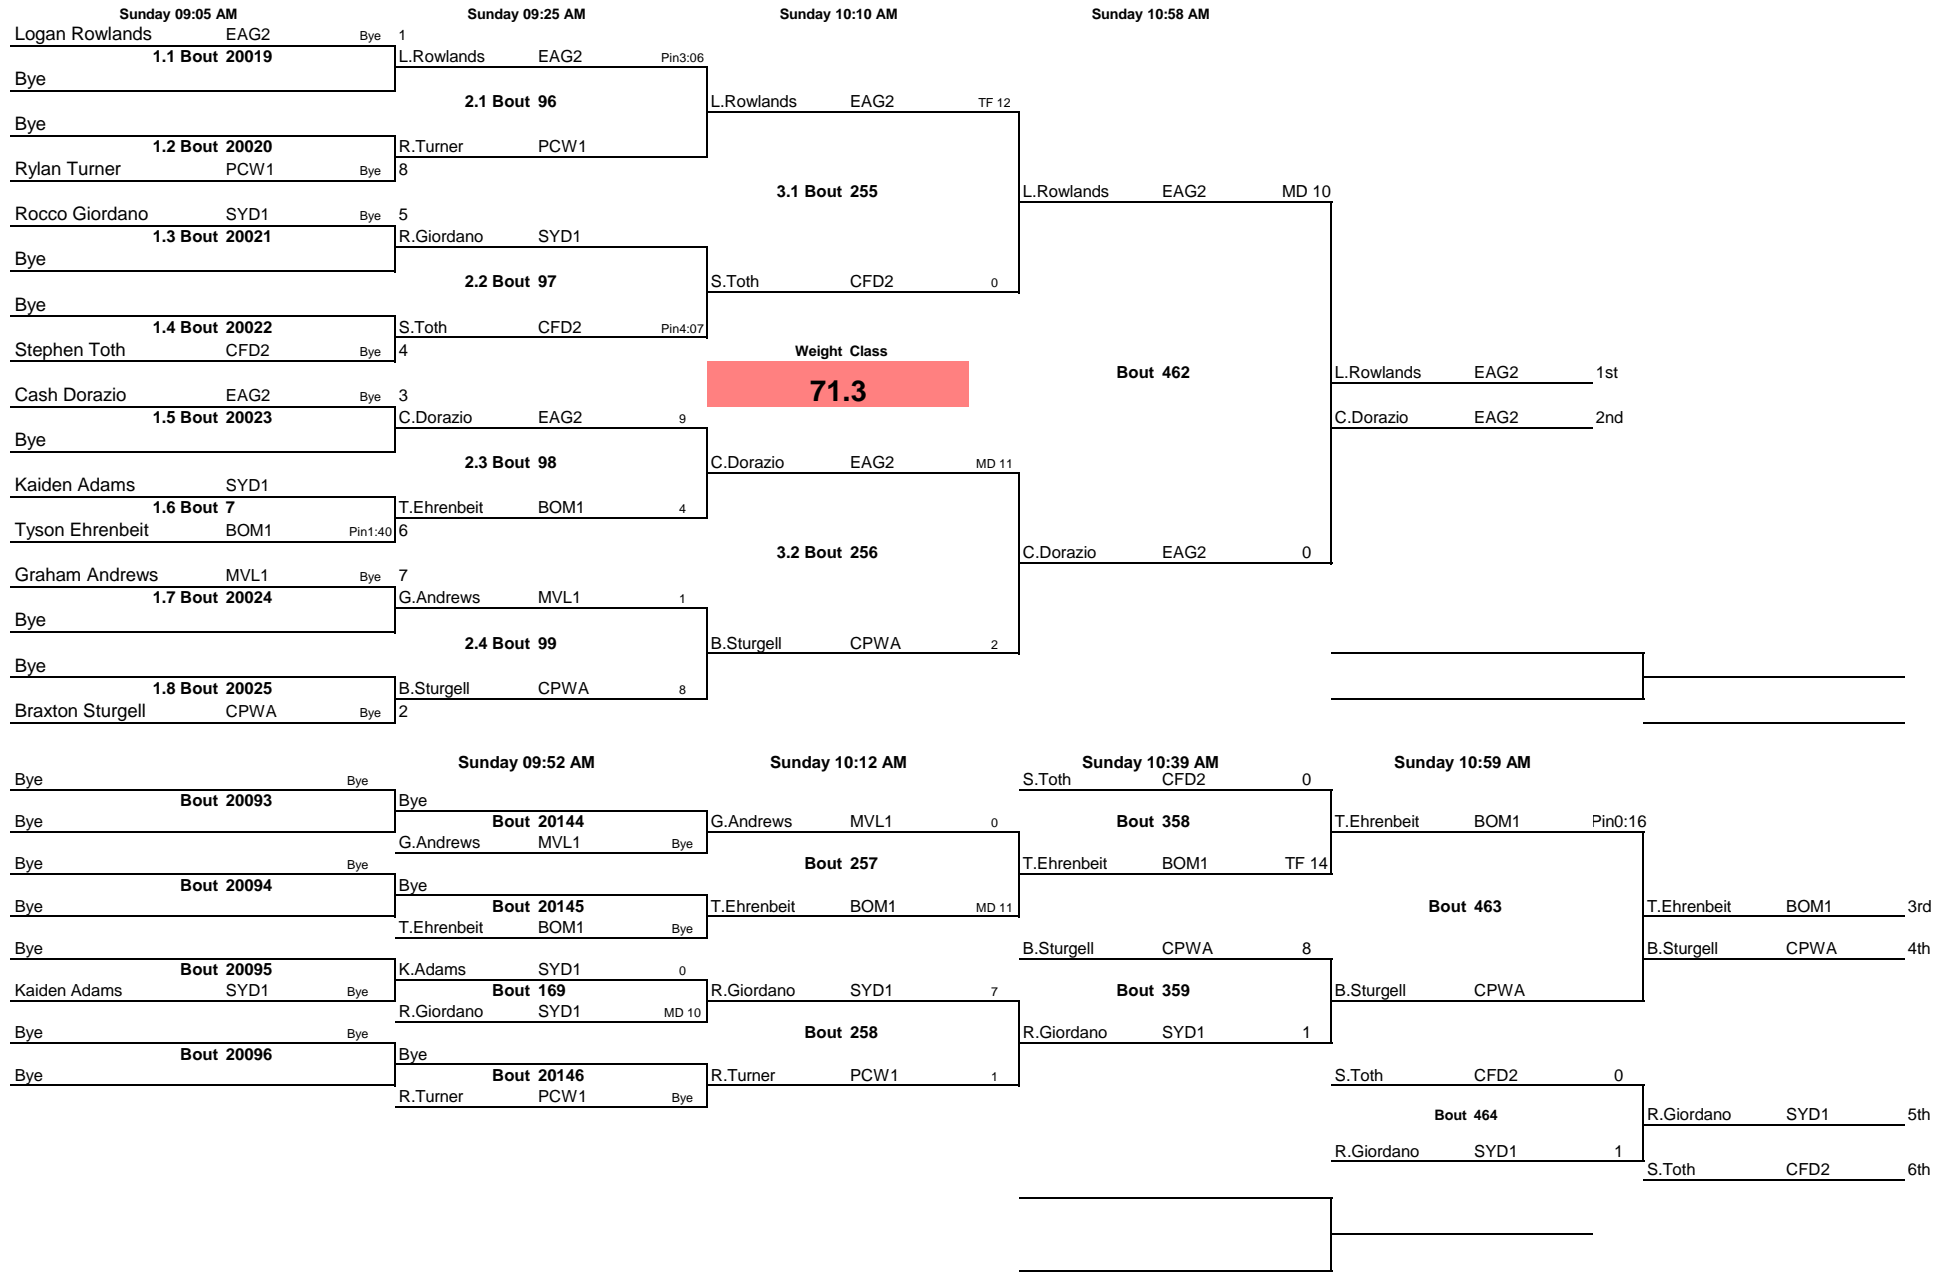 Sunday 09:05 AM Sunday 09:25 AM Sunday 10:10 AM Sunday 10:58 AM
Logan Rowlands EAG2 Bye 1
1.1 Bout 20019 L.Rowlands EAG2 Pin3:06
Bye
2.1 Bout 96 L.Rowlands EAG2 TF 12
Bye
1.2 Bout 20020 R.Turner PCW1
Rylan Turner PCW1 Bye 8
3.1 Bout 255 L.Rowlands EAG2 MD 10
Rocco Giordano SYD1 Bye 5
1.3 Bout 20021 R.Giordano SYD1
Bye
2.2 Bout 97 S.Toth CFD2 0
Bye
1.4 Bout 20022 S.Toth CFD2 Pin4:07
Stephen Toth CFD2 Bye 4 Weight Class
Bout 462 L.Rowlands EAG2 1st
71.3
Cash Dorazio EAG2 Bye 3
1.5 Bout 20023 C.Dorazio EAG2 9 C.Dorazio EAG2 2nd
Bye
2.3 Bout 98 C.Dorazio EAG2 MD 11
Kaiden Adams SYD1
1.6 Bout 7 T.Ehrenbeit BOM1 4
Tyson Ehrenbeit BOM1 Pin1:40 6
3.2 Bout 256 C.Dorazio EAG2 0
Graham Andrews MVL1 Bye 7
1.7 Bout 20024 G.Andrews MVL1 1
Bye
2.4 Bout 99 B.Sturgell CPWA 2
Bye
1.8 Bout 20025 B.Sturgell CPWA 8
Braxton Sturgell CPWA Bye 2
Sunday 09:52 AM Sunday 10:12 AM Sunday 10:39 AM Sunday 10:59 AM
Bye Bye S.Toth CFD2 0
Bout 20093 Bye
Bye Bout 20144 G.Andrews MVL1 0 Bout 358 T.Ehrenbeit BOM1 Pin0:16
G.Andrews MVL1 Bye
Bye Bye Bout 257 T.Ehrenbeit BOM1 TF 14
Bout 20094 Bye
Bye Bout 20145 T.Ehrenbeit BOM1 MD 11 Bout 463 T.Ehrenbeit BOM1 3rd
T.Ehrenbeit BOM1 Bye
Bye B.Sturgell CPWA 8 B.Sturgell CPWA 4th
Bout 20095 K.Adams SYD1 0
Kaiden Adams SYD1 Bye Bout 169 R.Giordano SYD1 7 Bout 359 B.Sturgell CPWA
R.Giordano SYD1 MD 10
Bye Bye Bout 258 R.Giordano SYD1 1
Bout 20096 Bye
Bye Bout 20146 R.Turner PCW1 1 S.Toth CFD2 0
R.Turner PCW1 Bye
Bout 464 R.Giordano SYD1 5th
R.Giordano SYD1 1
S.Toth CFD2 6th